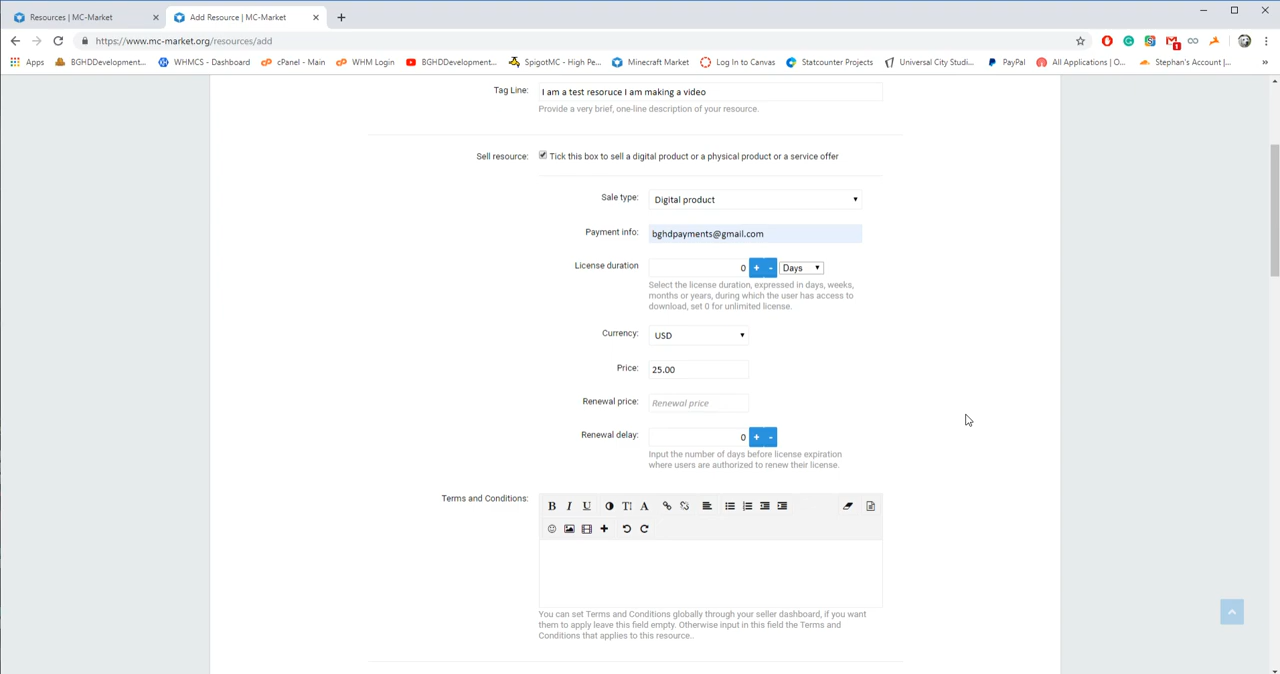 Resources | MC-Market
Add Resource | MC-Market
https://www.mc-market.org/resources/add
Apps
BGHDDevelopment...
WHMCS - Dashboard
cPanel - Main
WHM Login
BGHDDevelopment...
SpigotMC - High Pe...
Minecraft Market
Log In to Canvas
Statcounter Projects
Universal City Studi...
PayPal
All Applications | O...
Stephan's Account |...
Tag Line: I am a test resoruce I am making a video
Provide a very brief, one-line description of your resource.
Sell resource: Tick this box to sell a digital product or a physical product or a service offer
Sale type: Digital product
Payment info: bghdpayments@gmail.com
License duration 0 + - Days
Select the license duration, expressed in days, weeks,
months or years, during which the user has access to
download, set 0 for unlimited license.
Currency: USD
Price: 25.00
Renewal price: Renewal price
Renewal delay: 0 + -
Input the number of days before license expiration
where users are authorized to renew their license.
Terms and Conditions:
You can set Terms and Conditions globally through your seller dashboard, if you want
them to apply leave this field empty. Otherwise input in this field the Terms and
Conditions that applies to this resource..